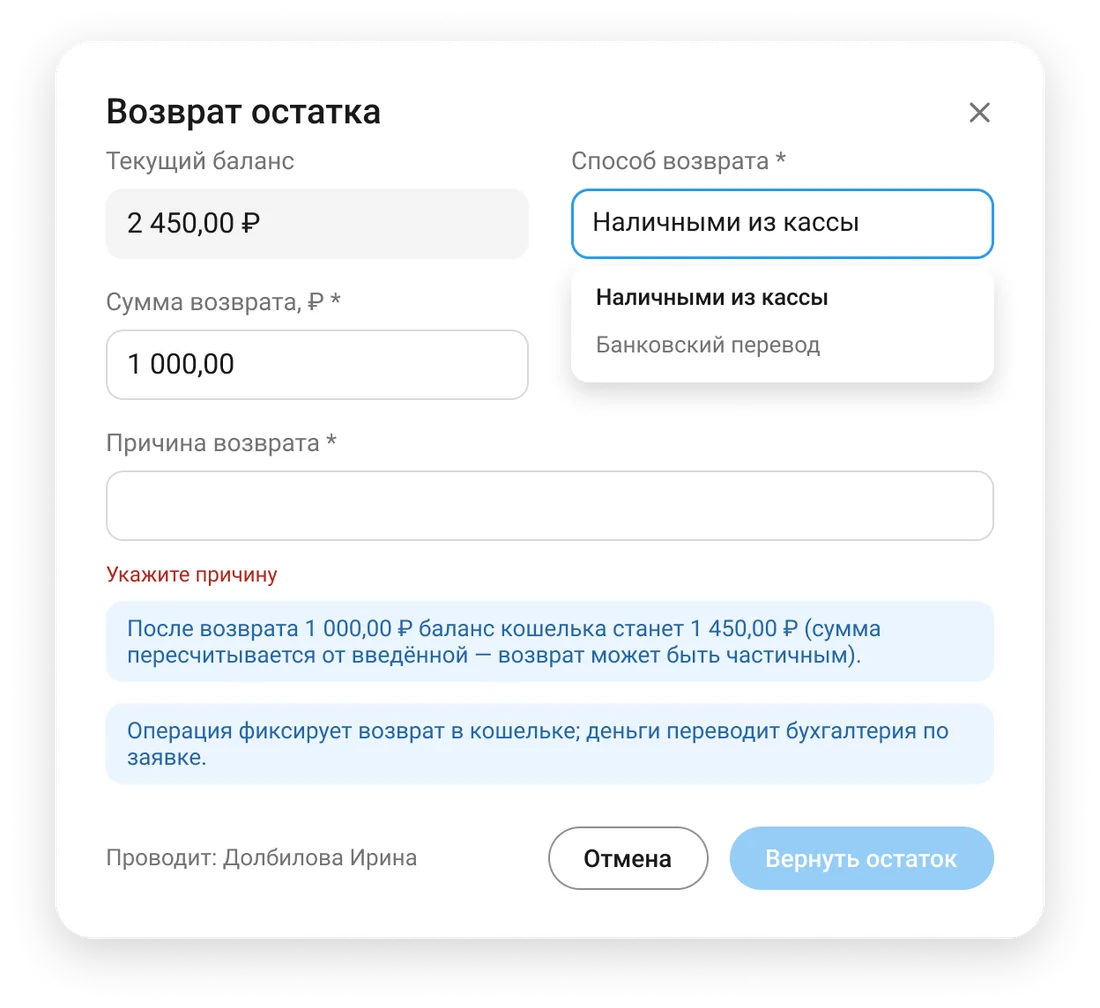 Возврат остатка
Текущий баланс
2 450,00 ₽
Способ возврата *
Наличными из кассы
Наличными из кассы
Банковский перевод
Сумма возврата, ₽ *
1 000,00
Причина возврата *
Укажите причину
После возврата 1 000,00 ₽ баланс кошелька станет 1 450,00 ₽ (сумма
пересчитывается от введённой — возврат может быть частичным).
Операция фиксирует возврат в кошельке; деньги переводит бухгалтерия по
заявке.
Проводит: Долбилова Ирина
Отмена
Вернуть остаток